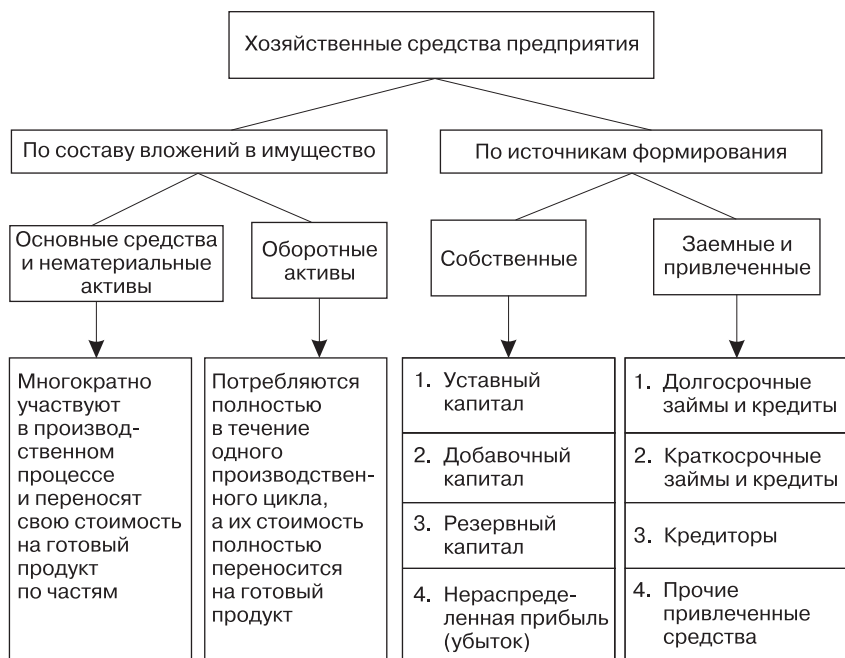 Хозяйственные средства предприятия
По составу вложений в имущество
По источникам формирования
Основные средства
и нематериальные
активы
Оборотные
активы
Собственные
Заемные и
привлеченные
Многократно
участвуют
в производ-
ственном
процессе
и переносят
свою стоимость
на готовый
продукт
по частям
Потребляются
полностью
в течение
одного
производствен-
ного цикла,
а их стоимость
полностью
переносится
на готовый
продукт
1. Уставный
капитал
2. Добавочный
капитал
3. Резервный
капитал
4. Нераспреде-
ленная прибыль
(убыток)
1. Долгосрочные
займы и кредиты
2. Краткосрочные
займы и кредиты
3. Кредиторы
4. Прочие
привлеченные
средства